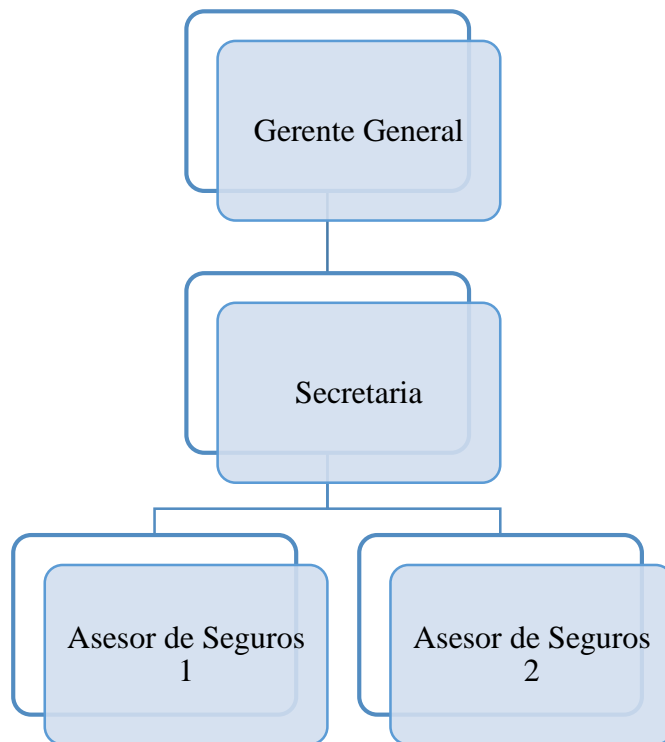 Gerente General
Secretaria
Asesor de Seguros
1
Asesor de Seguros
2